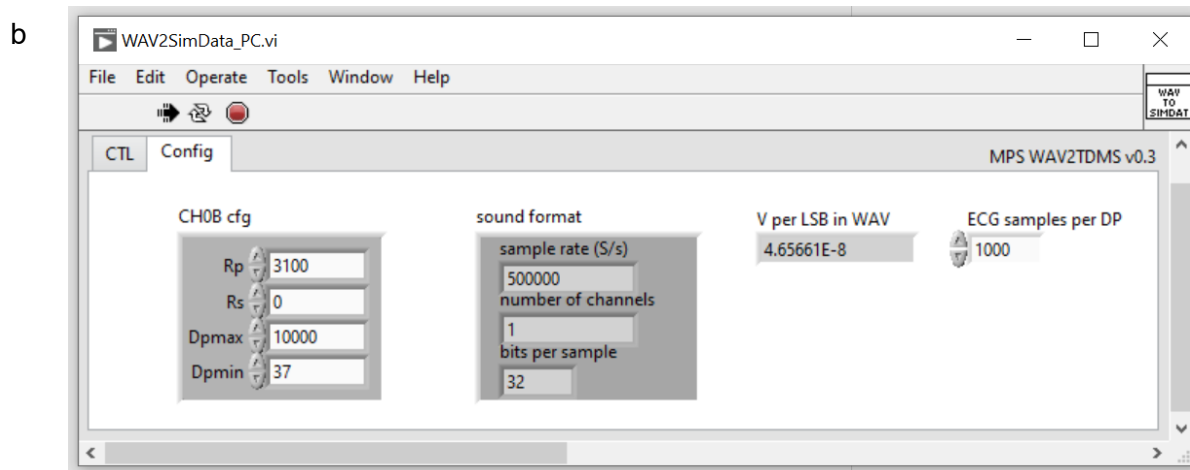 b
WAV2SimData_PC.vi
File Edit Operate Tools Window Help
WAV
TO
SIMDAT
CTL Config
MPS WAV2TDMS v0.3
CH0B cfg
Rp 3100
Rs 0
Dpmax 10000
Dpmin 37
sound format
sample rate (S/s)
500000
number of channels
1
bits per sample
32
V per LSB in WAV
4.65661E-8
ECG samples per DP
1000